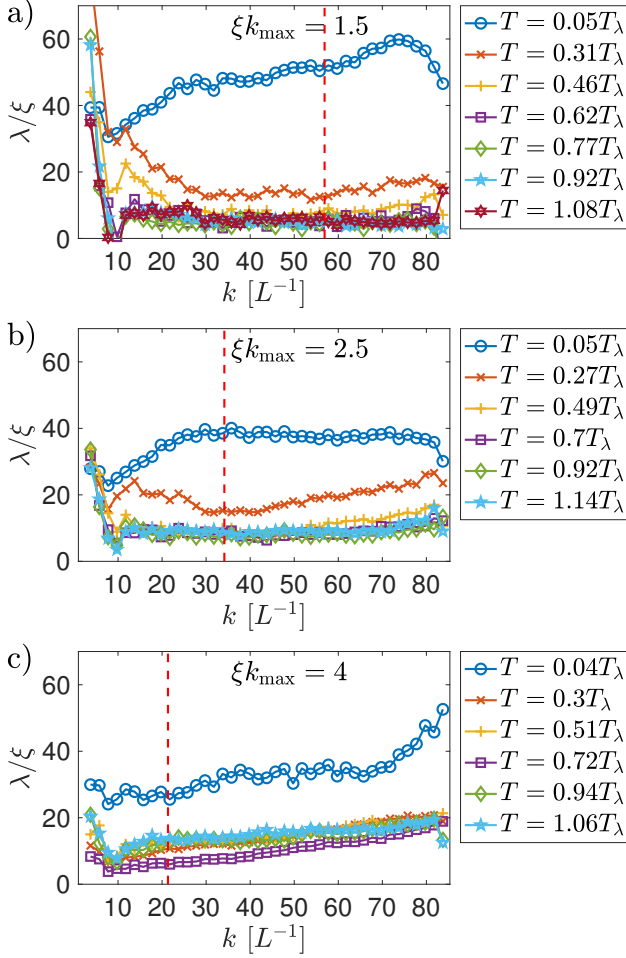 a)
ξk_max = 1.5
60
40
20
0
λ/ξ
10 20 30 40 50 60 70 80
k [L⁻¹]
T = 0.05T_λ
T = 0.31T_λ
T = 0.46T_λ
T = 0.62T_λ
T = 0.77T_λ
T = 0.92T_λ
T = 1.08T_λ
b)
ξk_max = 2.5
60
40
20
0
λ/ξ
10 20 30 40 50 60 70 80
k [L⁻¹]
T = 0.05T_λ
T = 0.27T_λ
T = 0.49T_λ
T = 0.7T_λ
T = 0.92T_λ
T = 1.14T_λ
c)
ξk_max = 4
60
40
20
0
λ/ξ
10 20 30 40 50 60 70 80
k [L⁻¹]
T = 0.04T_λ
T = 0.3T_λ
T = 0.51T_λ
T = 0.72T_λ
T = 0.94T_λ
T = 1.06T_λ